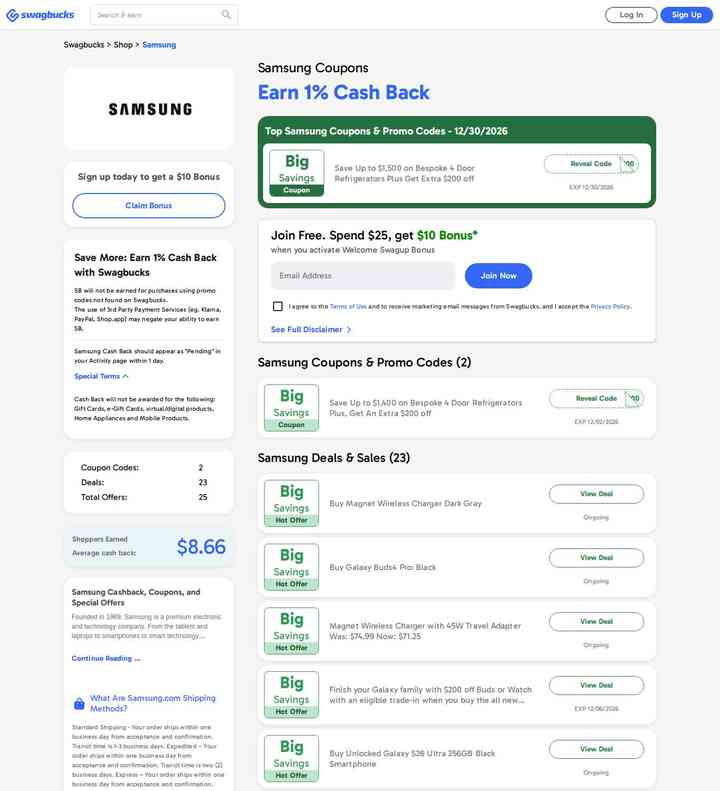 swagbucks
Search & earn
Log In
Sign Up
Swagbucks > Shop > Samsung
SAMSUNG
Sign up today to get a $10 Bonus
Claim Bonus
Save More: Earn 1% Cash Back
with Swagbucks
SB will not be earned for purchases using promo
codes not found on Swagbucks.
The use of 3rd Party Payment Services (eg. Klarna,
PayPal, Shop.app) may negate your ability to earn
SB.
Samsung Cash Back should appear as "Pending" in
your Activity page within 1 day.
Special Terms
Cash Back will not be awarded for the following:
Gift Cards, e-Gift Cards, virtual/digital products,
Home Appliances and Mobile Products.
Coupon Codes: 2
Deals: 23
Total Offers: 25
Shoppers Earned
Average cash back:
$8.66
Samsung Cashback, Coupons, and
Special Offers
Founded in 1969, Samsung is a premium electronic
and technology company. From the tablets and
laptops to smartphones to smart technology...
Continue Reading ...
What Are Samsung.com Shipping
Methods?
Standard Shipping - Your order ships within one
business day from acceptance and confirmation.
Transit time is 1-3 business days. Expedited – Your
order ships within one business day from
acceptance and confirmation. Transit time is two (2)
business days. Express – Your order ships within one
business day from acceptance and confirmation.
Samsung Coupons
Earn 1% Cash Back
Top Samsung Coupons & Promo Codes - 12/30/2026
Big
Savings
Coupon
Save Up to $1,500 on Bespoke 4 Door
Refrigerators Plus Get Extra $200 off
Reveal Code
EXP 12/30/2026
Join Free. Spend $25, get $10 Bonus*
when you activate Welcome Swagup Bonus
Email Address
Join Now
I agree to the Terms of Use and to receive marketing email messages from Swagbucks, and I accept the Privacy Policy.
See Full Disclaimer
Samsung Coupons & Promo Codes (2)
Big
Savings
Coupon
Save Up to $1,400 on Bespoke 4 Door Refrigerators
Plus, Get An Extra $200 off
Reveal Code
EXP 12/02/2026
Samsung Deals & Sales (23)
Big
Savings
Hot Offer
Buy Magnet Wireless Charger Dark Gray
View Deal
Ongoing
Big
Savings
Hot Offer
Buy Galaxy Buds4 Pro: Black
View Deal
Ongoing
Big
Savings
Hot Offer
Magnet Wireless Charger with 45W Travel Adapter
Was: $74.99 Now: $71.25
View Deal
Ongoing
Big
Savings
Hot Offer
Finish your Galaxy family with $200 off Buds or Watch
with an eligible trade-in when you buy the all new...
View Deal
EXP 12/06/2026
Big
Savings
Hot Offer
Buy Unlocked Galaxy S26 Ultra 256GB Black
Smartphone
View Deal
Ongoing